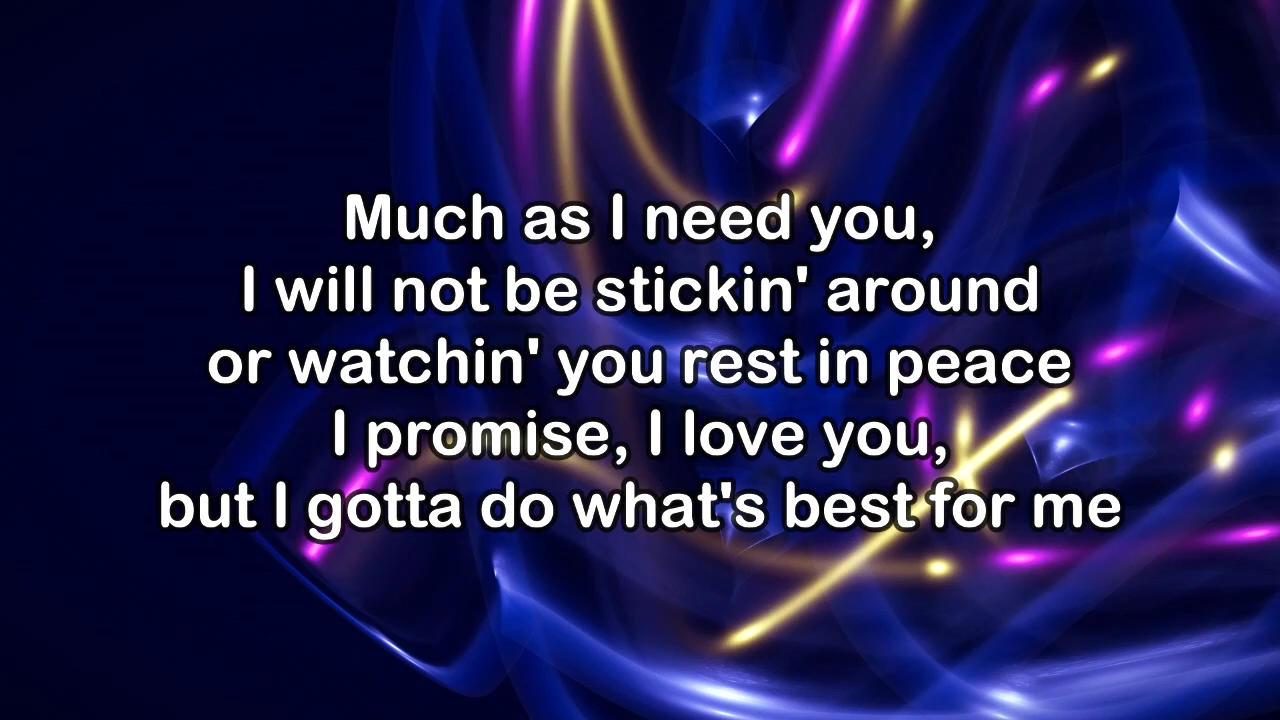 Much as I need you,
I will not be stickin' around
or watchin' you rest in peace
I promise, I love you,
but I gotta do what's best for me